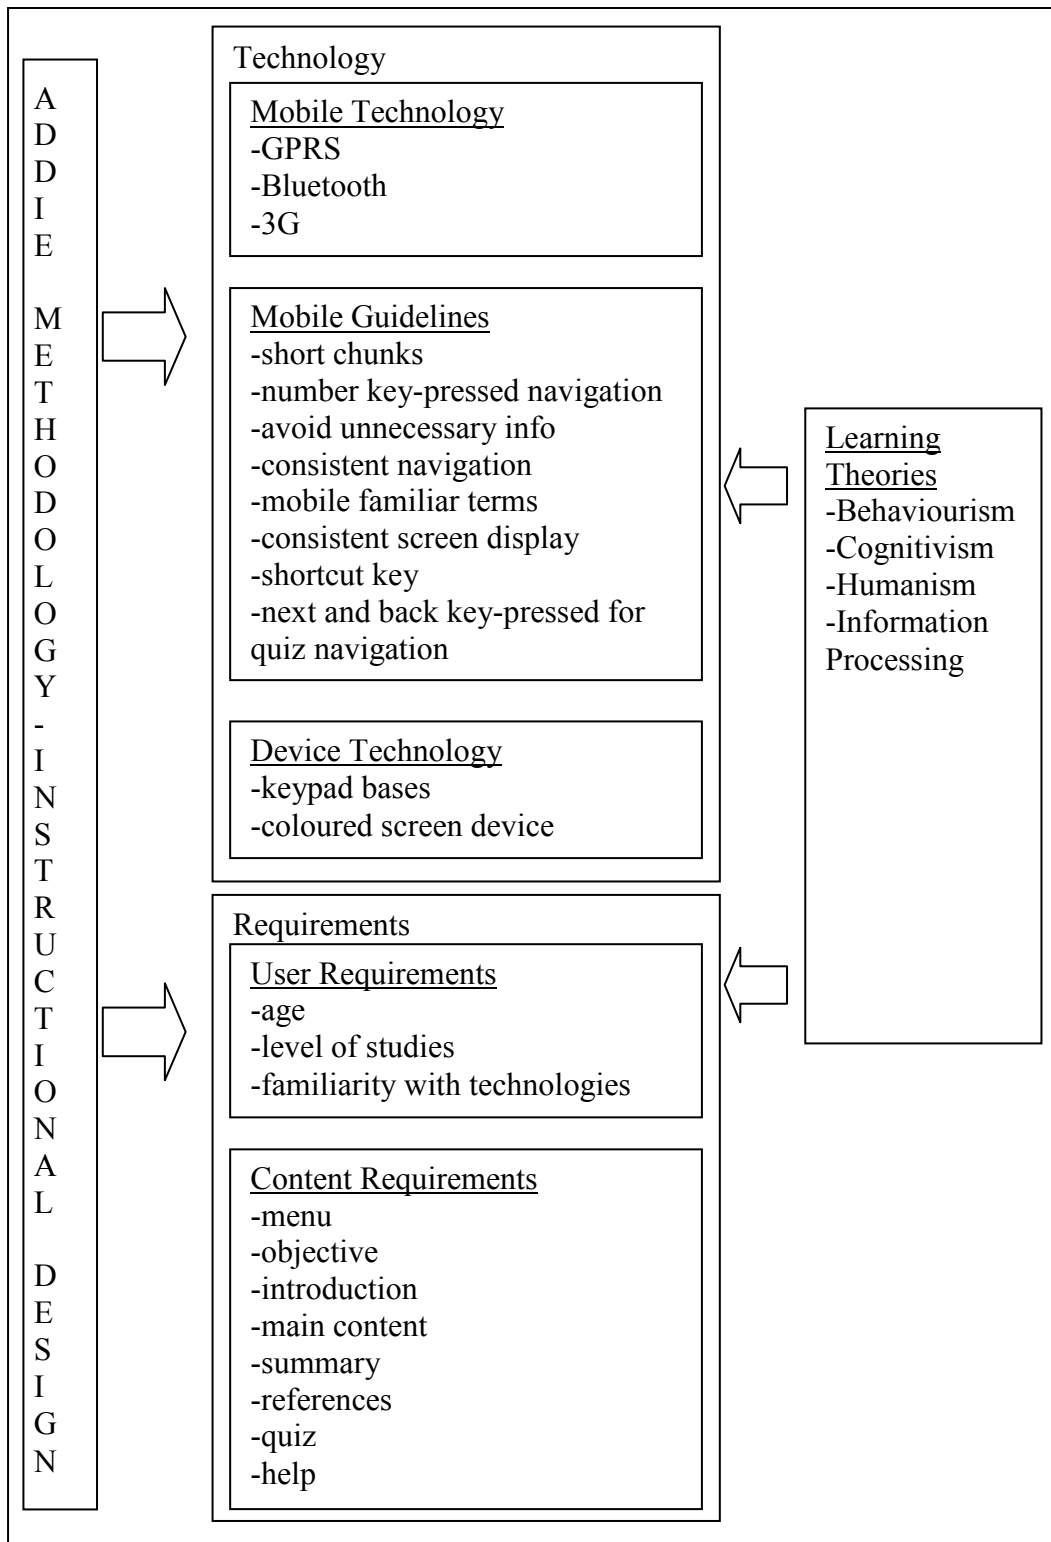 A
D
D
I
E
M
E
T
H
O
D
O
L
O
G
Y
-
I
N
S
T
R
U
C
T
I
O
N
A
L
D
E
S
I
G
N
Technology
Mobile Technology
-GPRS
-Bluetooth
-3G
Mobile Guidelines
-short chunks
-number key-pressed navigation
-avoid unnecessary info
-consistent navigation
-mobile familiar terms
-consistent screen display
-shortcut key
-next and back key-pressed for
quiz navigation
Device Technology
-keypad bases
-coloured screen device
Requirements
User Requirements
-age
-level of studies
-familiarity with technologies
Content Requirements
-menu
-objective
-introduction
-main content
-summary
-references
-quiz
-help
Learning
Theories
-Behaviourism
-Cognitivism
-Humanism
-Information
Processing